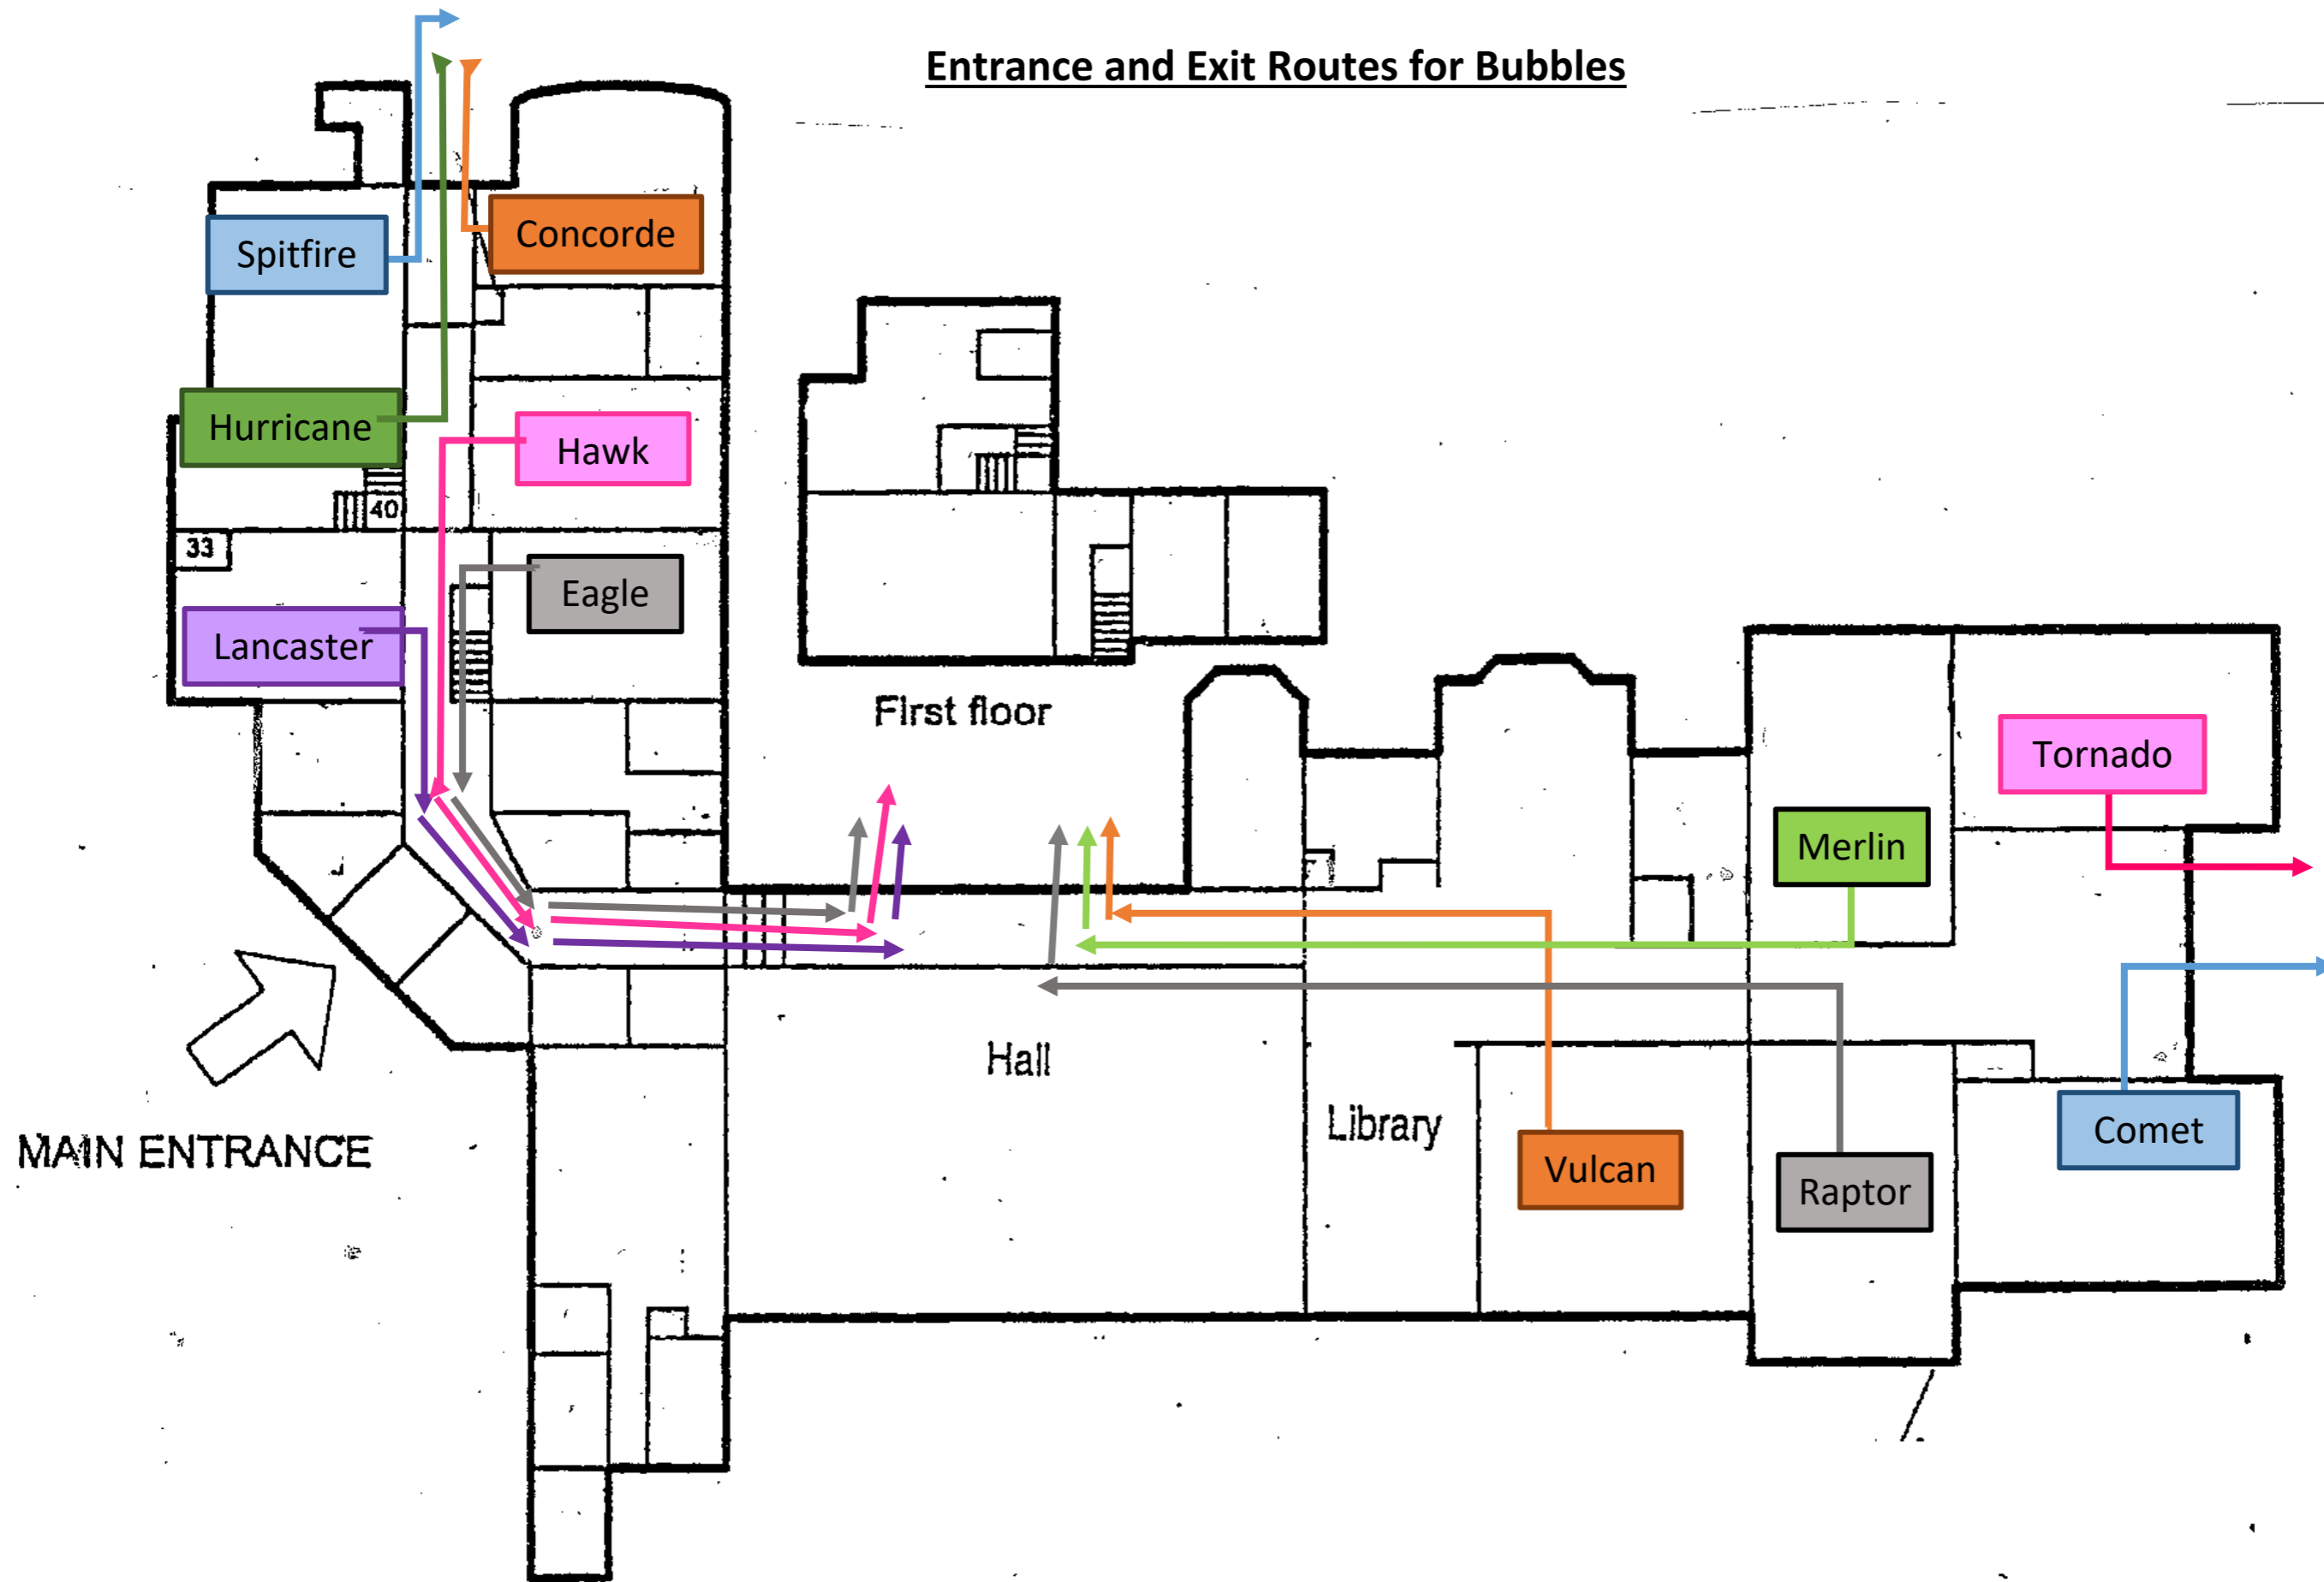 Entrance and Exit Routes for Bubbles
Concorde
Spitfire
Hurricane
Hawk
40
33
Eagle
Lancaster
First floor
Tornado
Merlin
Hall
Library
Comet
MAIN ENTRANCE
Vulcan
Raptor